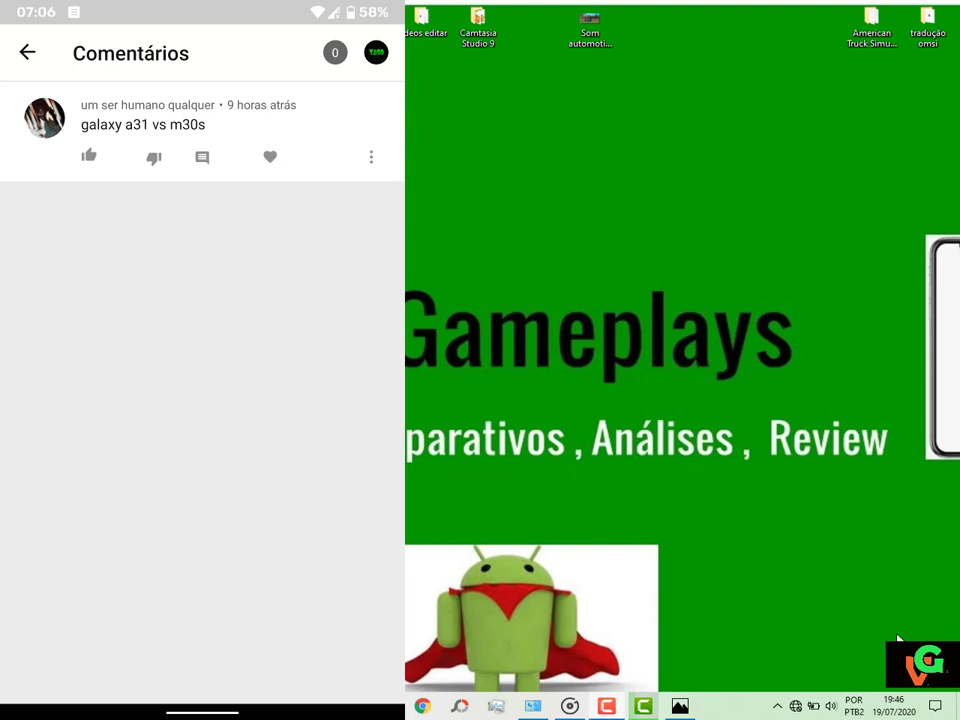 07:06
58%
Comentários
0
um ser humano qualquer • 9 horas atrás
galaxy a31 vs m30s
deos editar
Camtasia
Studio 9
Som
automoti...
American
Truck Simu...
tradução
omsi
Gameplays
parativos , Análises , Review
VG
POR
PTB2
19:46
19/07/2020